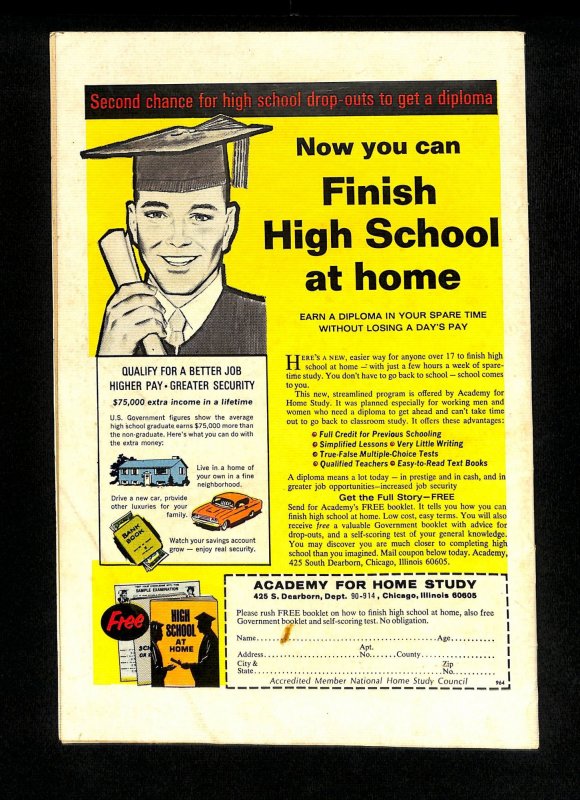 Second chance for high school drop-outs to get a diploma
Now you can
Finish
High School
at home
EARN A DIPLOMA IN YOUR SPARE TIME
WITHOUT LOSING A DAY'S PAY
HERE'S A NEW, easier way for anyone over 17 to finish high
school at home — with just a few hours a week of spare-
time study. You don't have to go back to school — school comes
to you.
This new, streamlined program is offered by Academy for
Home Study. It was planned especially for working men and
women who need a diploma to get ahead and can't take time
out to go back to classroom study. It offers these advantages:
Full Credit for Previous Schooling
Simplified Lessons Very Little Writing
True-False Multiple-Choice Tests
Qualified Teachers Easy-to-Read Text Books
A diploma means a lot today — in prestige and in cash, and in
greater job opportunities—increased job security
Get the Full Story—FREE
Send for Academy's FREE booklet. It tells you how you can
finish high school at home. Low cost, easy terms. You will also
receive free a valuable Government booklet with advice for
drop-outs, and a self-scoring test of your general knowledge.
You may discover you are much closer to completing high
school than you imagined. Mail coupon below today. Academy,
425 South Dearborn, Chicago, Illinois 60605.
QUALIFY FOR A BETTER JOB
HIGHER PAY • GREATER SECURITY
$75,000 extra income in a lifetime
U.S. Government figures show the average
high school graduate earns $75,000 more than
the non-graduate. Here's what you can do with
the extra money:
Live in a home of
your own in a fine
neighborhood.
Drive a new car, provide
other luxuries for your
family.
BANK
BOOK
Watch your savings account
grow — enjoy real security.
Free
SAMPLE EXAMINATION
HIGH
SCHOOL
AT
HOME
ACADEMY FOR HOME STUDY
425 S. Dearborn, Dept. 90-914, Chicago, Illinois 60605
Please rush FREE booklet on how to finish high school at home, also free
Government booklet and self-scoring test. No obligation.
Name Age
Address Apt. No. County
City & State Zip No.
Accredited Member National Home Study Council 964